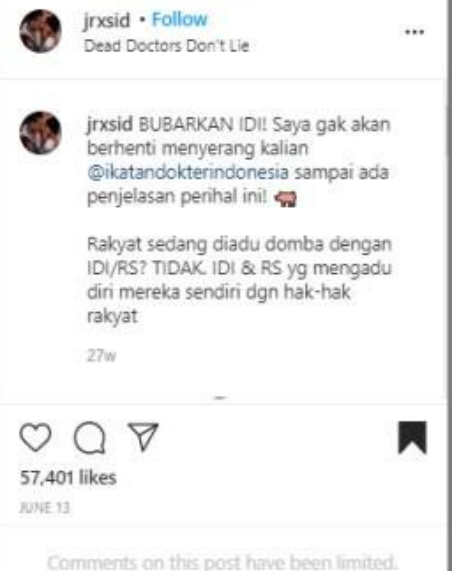 jrxsid • Follow
Dead Doctors Don't Lie
jrxsid BUBARKAN IDI! Saya gak akan
berhenti menyerang kalian
@ikatandokterindonesia sampai ada
penjelasan perihal ini! 🐖
Rakyat sedang diadu domba dengan
IDI/RS? TIDAK. IDI & RS yg mengadu
diri mereka sendiri dgn hak-hak
rakyat
27w
57,401 likes
JUNE 13
Comments on this post have been limited.